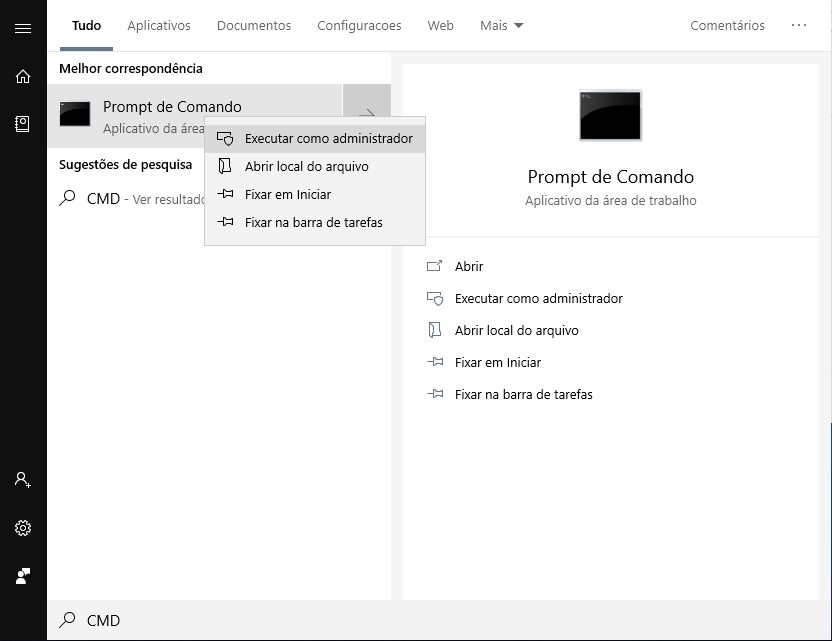 Tudo Aplicativos Documentos Configuracoes Web Mais Comentários ...
Melhor correspondência
Prompt de Comando
Aplicativo da área
Executar como administrador
Abrir local do arquivo
Fixar em Iniciar
Fixar na barra de tarefas
Sugestões de pesquisa
CMD - Ver resultado
Prompt de Comando
Aplicativo da área de trabalho
Abrir
Executar como administrador
Abrir local do arquivo
Fixar em Iniciar
Fixar na barra de tarefas
CMD